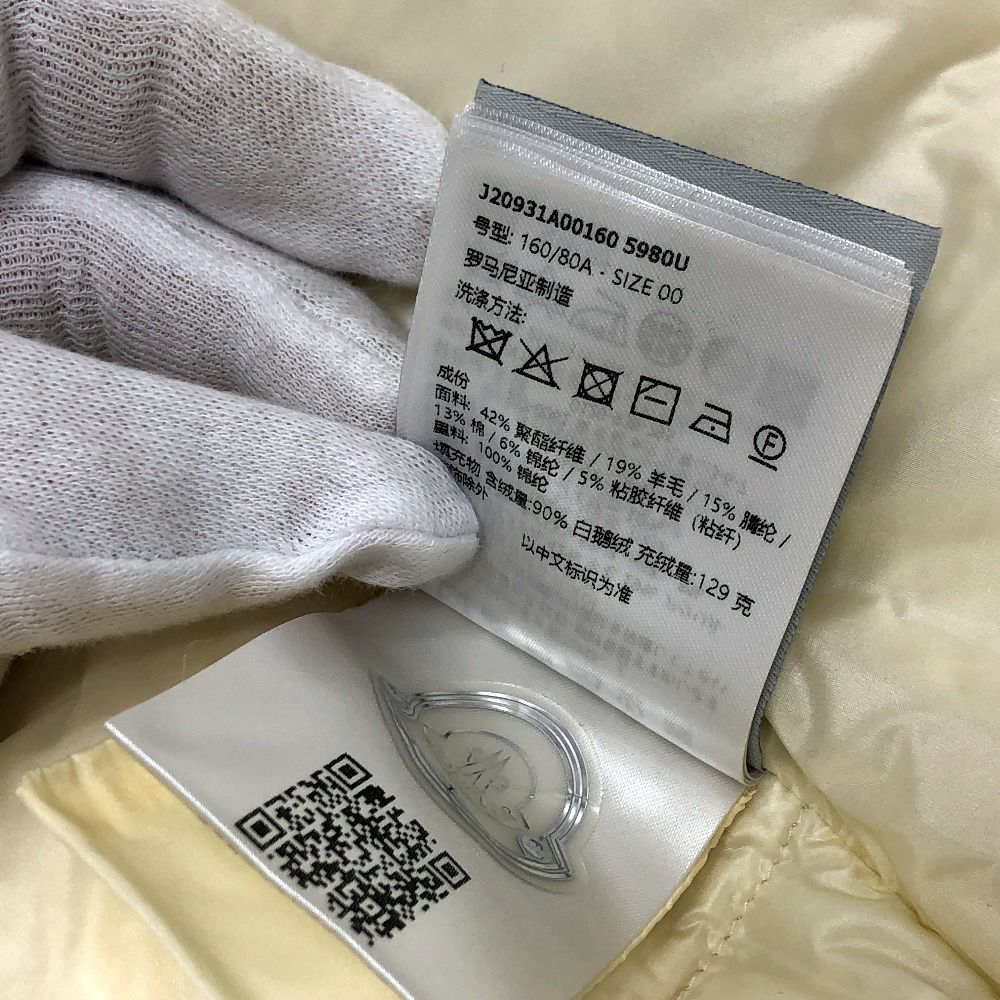 J20931A00160 5980U
号型: 160/80A - SIZE 00
罗马尼亚制造
洗涤方法:
F
成份
面料: 42% 聚酯纤维 / 19% 羊毛 / 15% 腈纶 /
13% 棉 / 6% 锦纶 / 5% 粘胶纤维 (粘纤)
里料: 100% 锦纶
填充物 含绒量:90% 白鹅绒 充绒量:129 克
除外
以中文标识为准